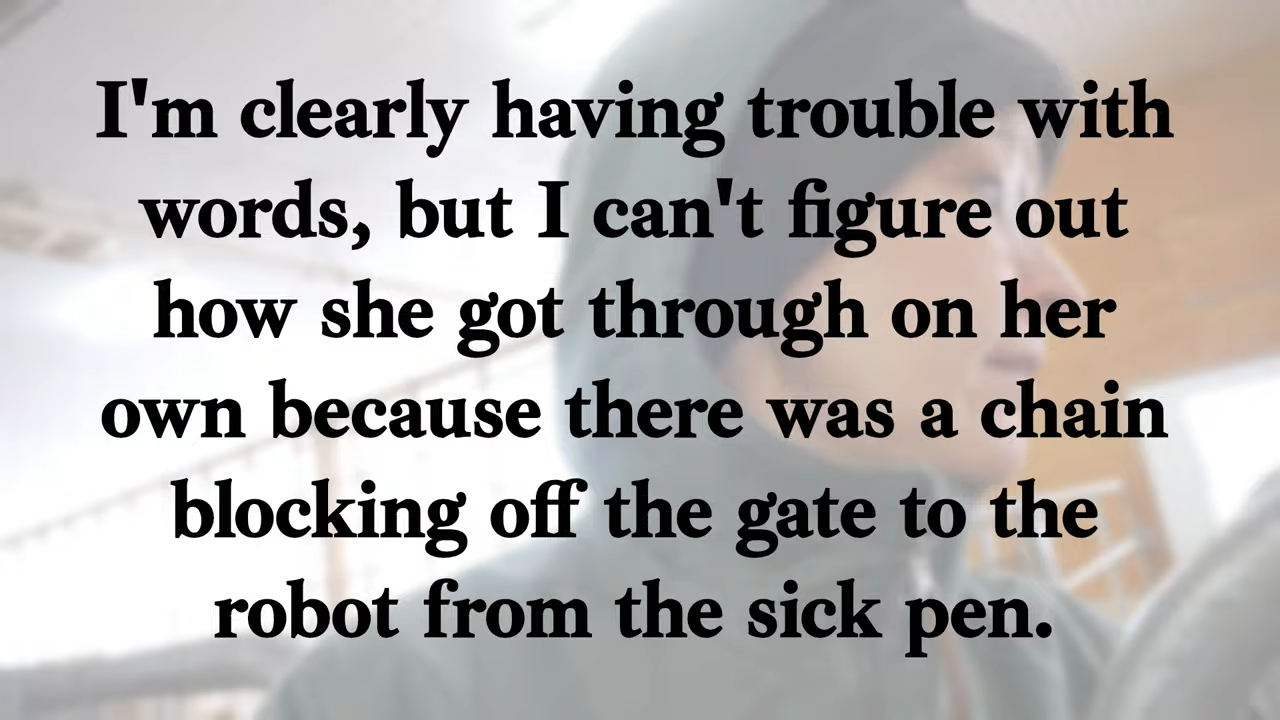 I'm clearly having trouble with
words, but I can't figure out
how she got through on her
own because there was a chain
blocking off the gate to the
robot from the sick pen.